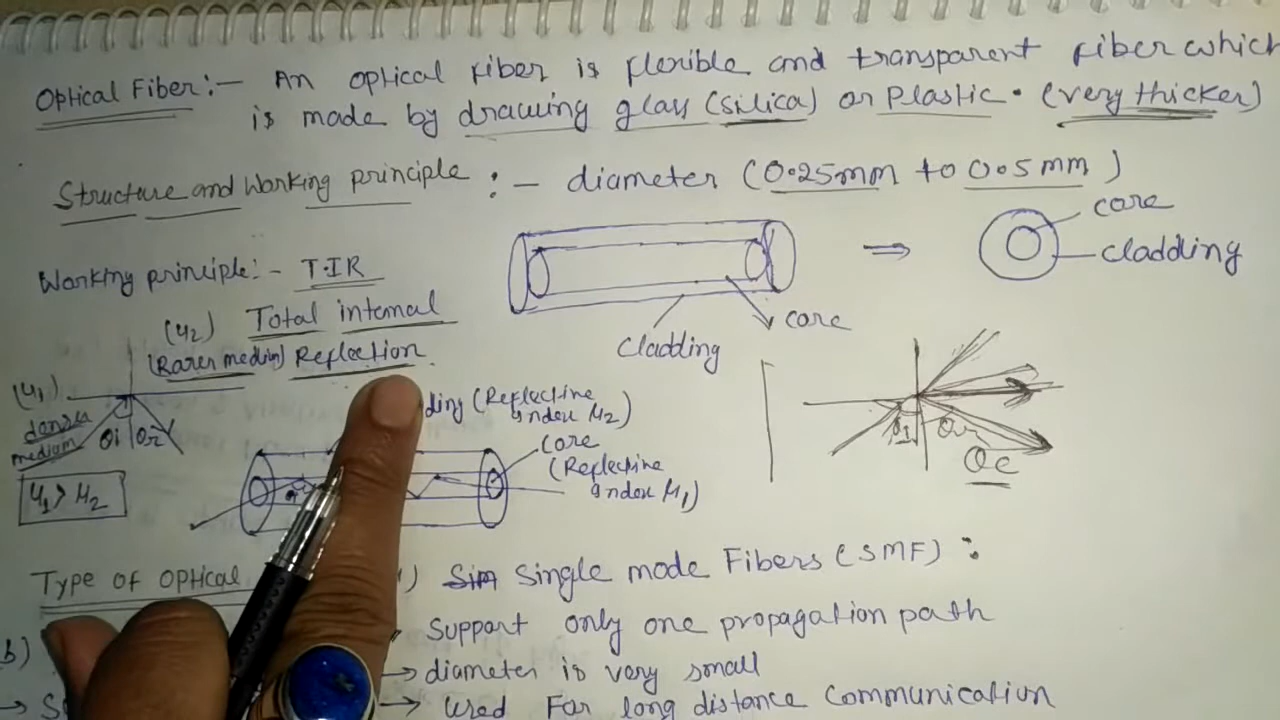 Optical Fiber :- An optical fiber is flexible and transparent fiber which
is made by drawing glass (silica) or plastic. (very thicker)
Structure and Working principle :- diameter (0.25mm to 0.5mm)
core
cladding
Working principle :- T.IR
Total internal
Reflection
(μ2)
(Rarer medium)
(μ1)
denser
medium
θi θr
μ1 > μ2
core
cladding
ding (Reflective
index μ2)
core
(Reflective
index μ1)
θr
θc
Type of optical
1) Single mode Fibers (SMF) :
Support only one propagation path
b)
→ diameter is very small
→ used For long distance communication